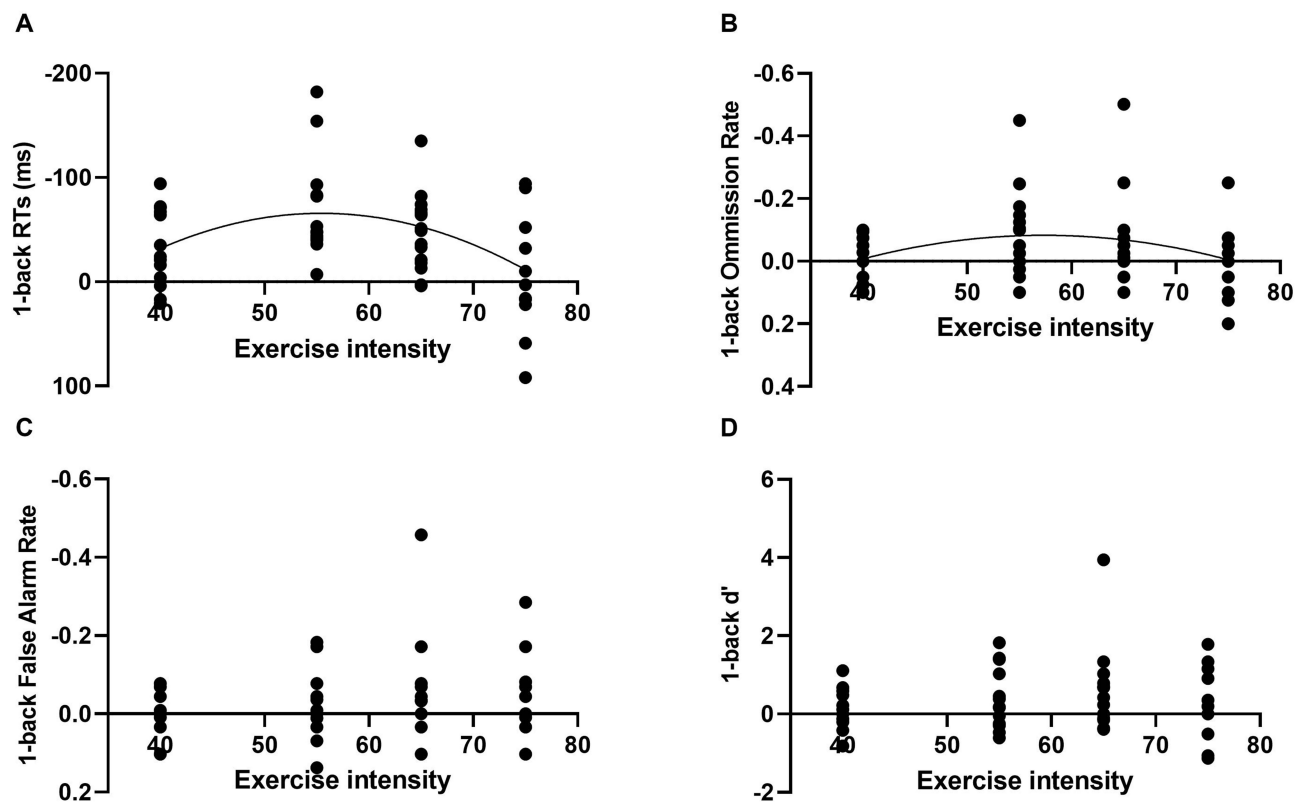 A
1-back RTs (ms)
-200
-100
0
100
40 50 60 70 80
Exercise intensity
B
1-back Ommission Rate
-0.6
-0.4
-0.2
0.0
0.2
0.4
40 50 60 70 80
Exercise intensity
C
1-back False Alarm Rate
-0.6
-0.4
-0.2
0.0
0.2
40 50 60 70 80
Exercise intensity
D
1-back d'
6
4
2
0
-2
40 50 60 70 80
Exercise intensity